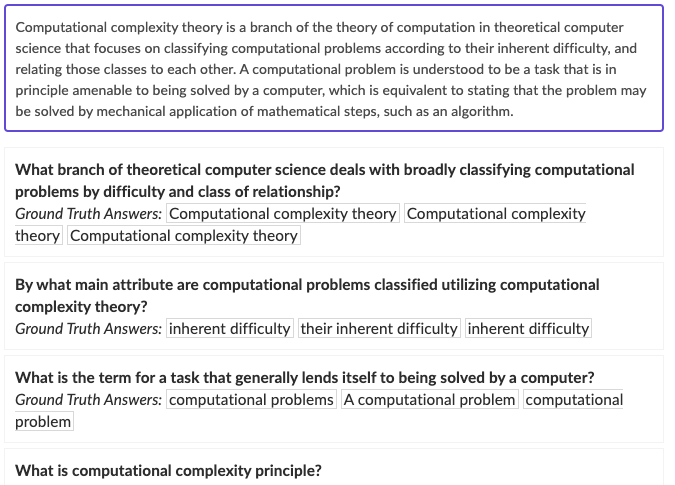 Computational complexity theory is a branch of the theory of computation in theoretical computer
science that focuses on classifying computational problems according to their inherent difficulty, and
relating those classes to each other. A computational problem is understood to be a task that is in
principle amenable to being solved by a computer, which is equivalent to stating that the problem may
be solved by mechanical application of mathematical steps, such as an algorithm.
What branch of theoretical computer science deals with broadly classifying computational
problems by difficulty and class of relationship?
Ground Truth Answers: Computational complexity theory Computational complexity
theory Computational complexity theory
By what main attribute are computational problems classified utilizing computational
complexity theory?
Ground Truth Answers: inherent difficulty their inherent difficulty inherent difficulty
What is the term for a task that generally lends itself to being solved by a computer?
Ground Truth Answers: computational problems A computational problem computational
problem
What is computational complexity principle?